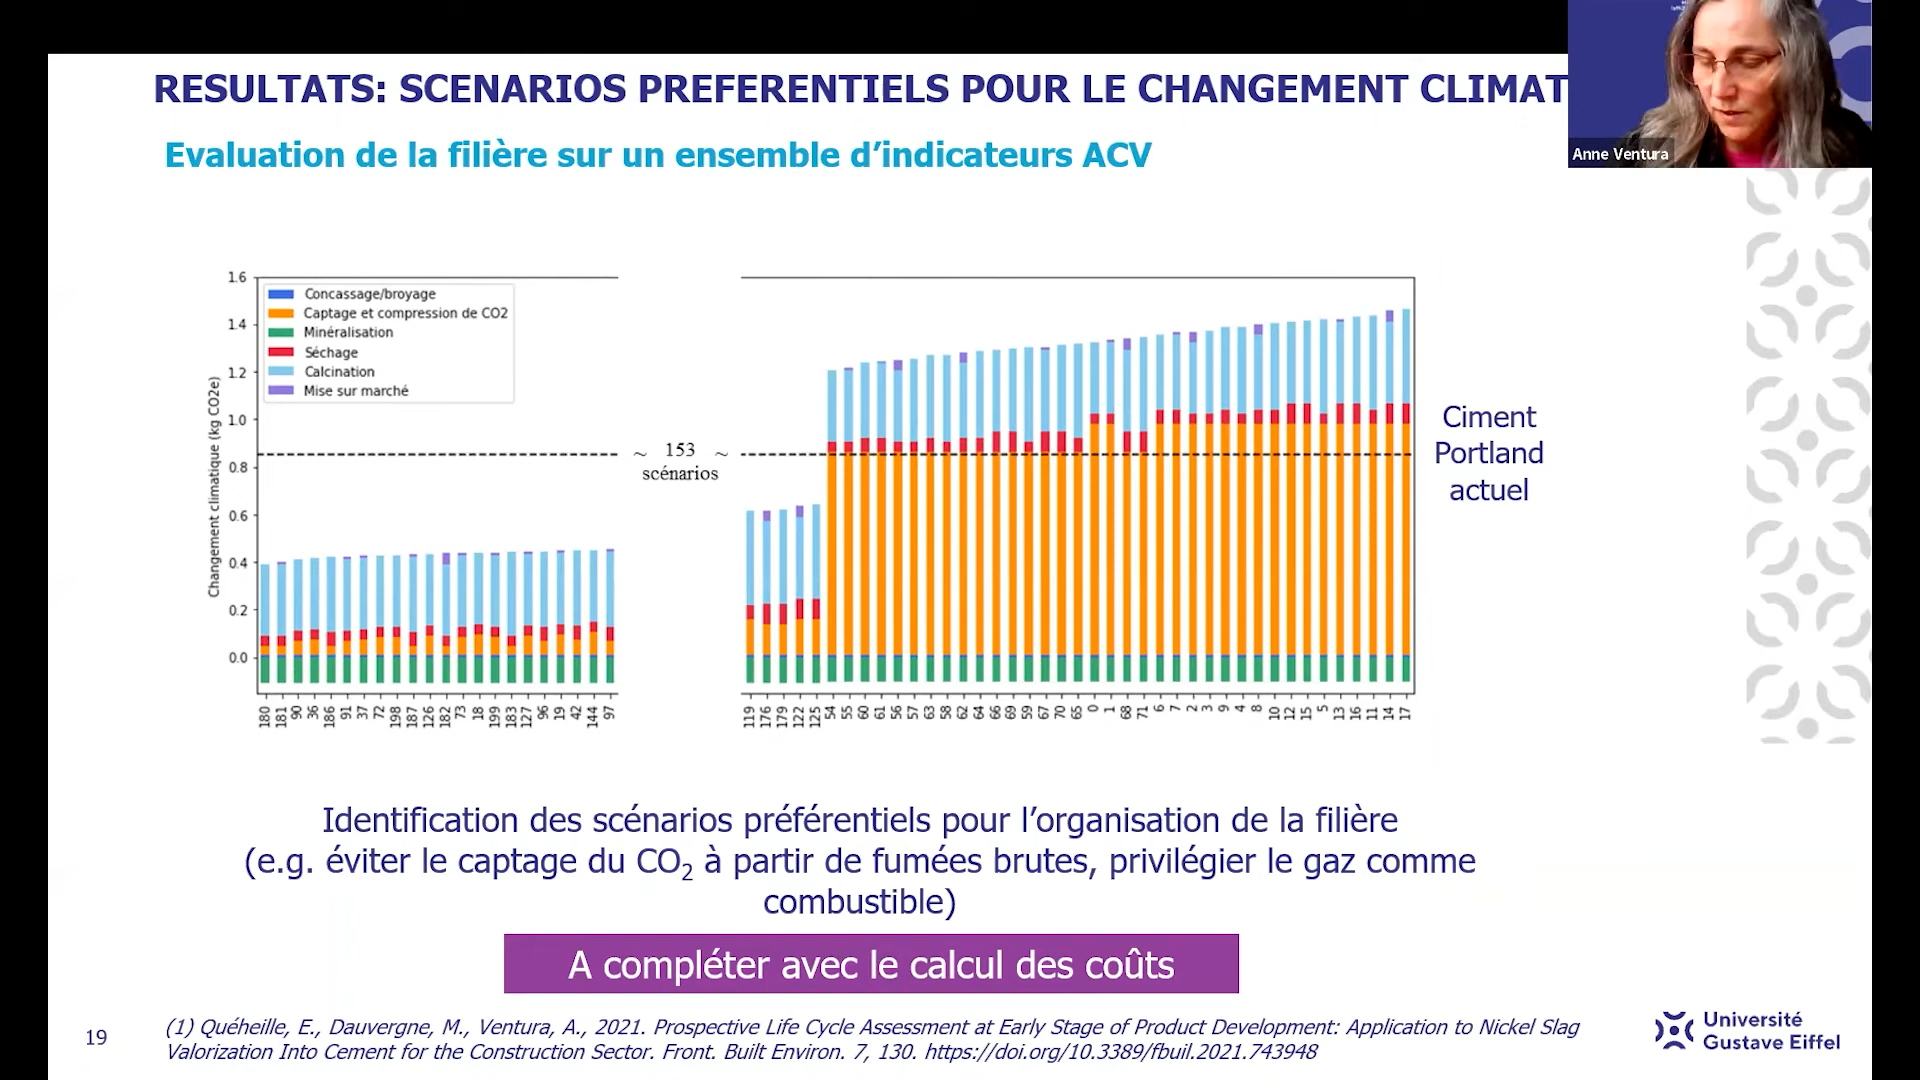 RESULTATS: SCENARIOS PREFERENTIELS POUR LE CHANGEMENT CLIMAT
Anne Ventura
Evaluation de la filière sur un ensemble d’indicateurs ACV
Changement climatique (kg CO2e)
1.6
1.4
1.2
1.0
0.8
0.6
0.4
0.2
0.0
Concassage/broyage
Captage et compression de CO2
Minéralisation
Séchage
Calcination
Mise sur marché
~ 153 ~
scénarios
Ciment
Portland
actuel
180 181 90 36 186 91 37 72 198 187 126 182 73 18 199 183 127 96 19 42 144 97
119 176 179 122 125 54 55 60 61 56 57 63 58 62 64 66 69 59 67 70 65 0 1 68 71 6 7 2 3 9 4 8 10 12 15 5 13 16 11 14 17
Identification des scénarios préférentiels pour l’organisation de la filière
(e.g. éviter le captage du CO2 à partir de fumées brutes, privilégier le gaz comme
combustible)
A compléter avec le calcul des coûts
19
(1) Quéheille, E., Dauvergne, M., Ventura, A., 2021. Prospective Life Cycle Assessment at Early Stage of Product Development: Application to Nickel Slag
Valorization Into Cement for the Construction Sector. Front. Built Environ. 7, 130. https://doi.org/10.3389/fbuil.2021.743948
Université
Gustave Eiffel